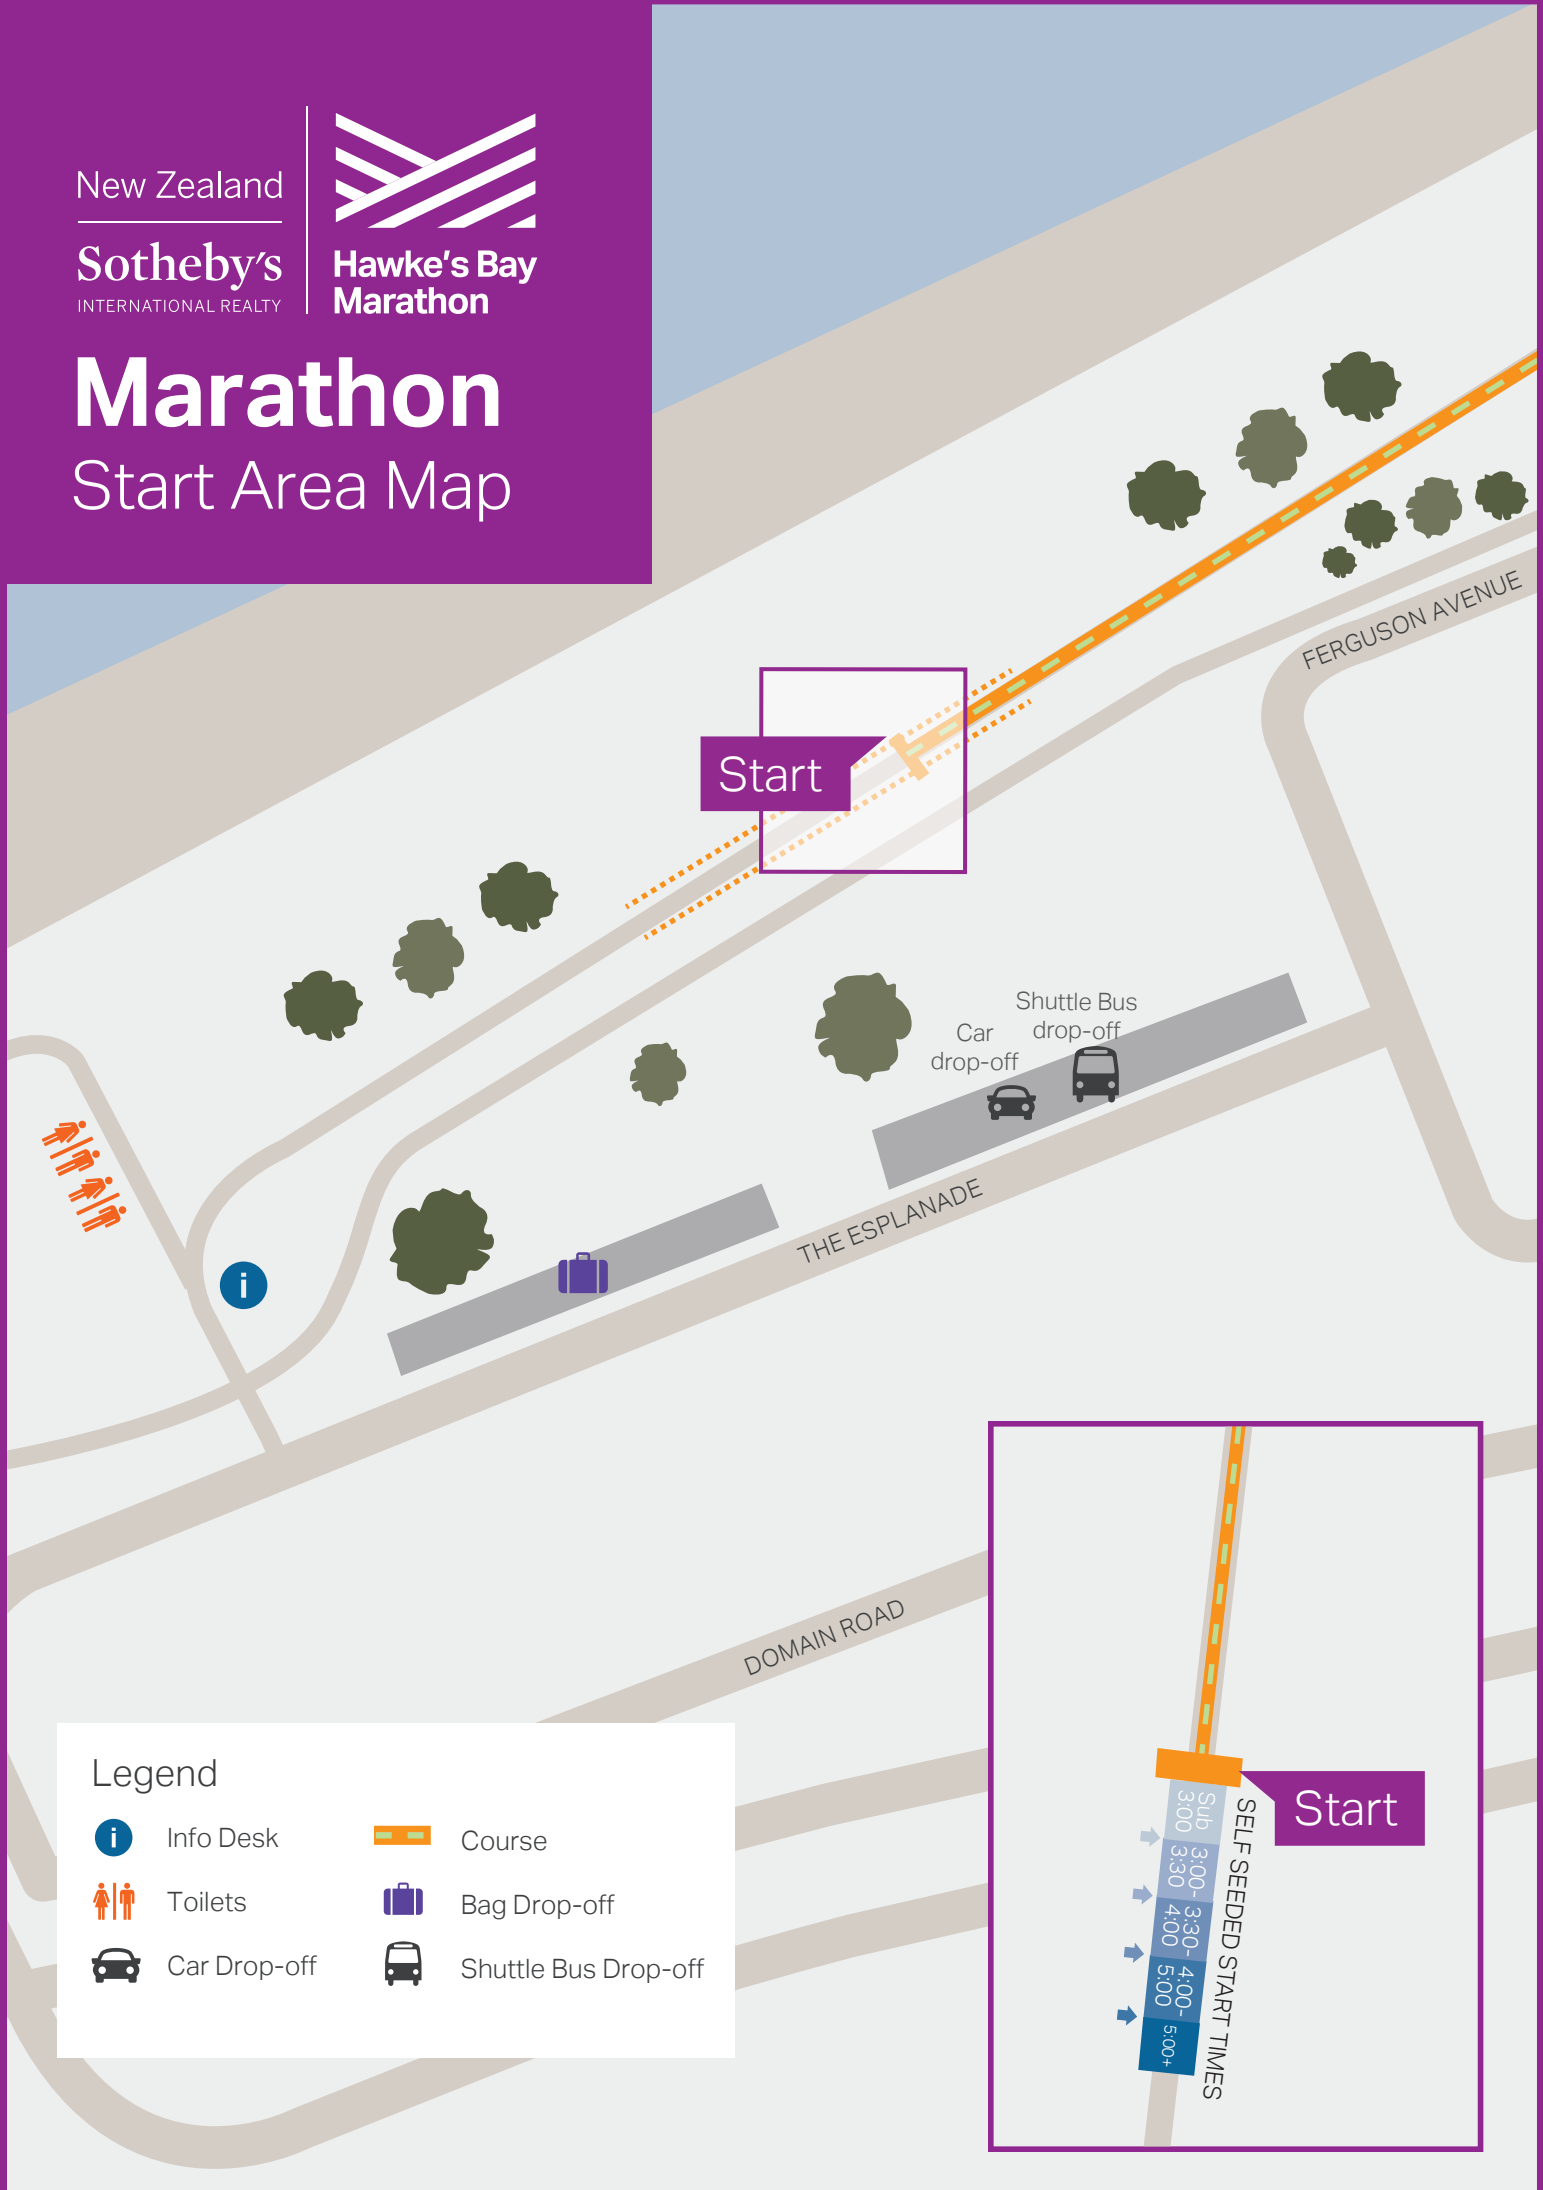 New Zealand
Sotheby's
INTERNATIONAL REALTY
Hawke's Bay
Marathon
Marathon
Start Area Map
FERGUSON AVENUE
Start
Shuttle Bus
drop-off
Car
drop-off
THE ESPLANADE
i
DOMAIN ROAD
Legend
i
Info Desk
Course
Toilets
Bag Drop-off
Car Drop-off
Shuttle Bus Drop-off
Start
Sub
3:00
3:00-
3:30
3:30-
4:00
4:00-
5:00
5:00+
SELF SEEDED START TIMES